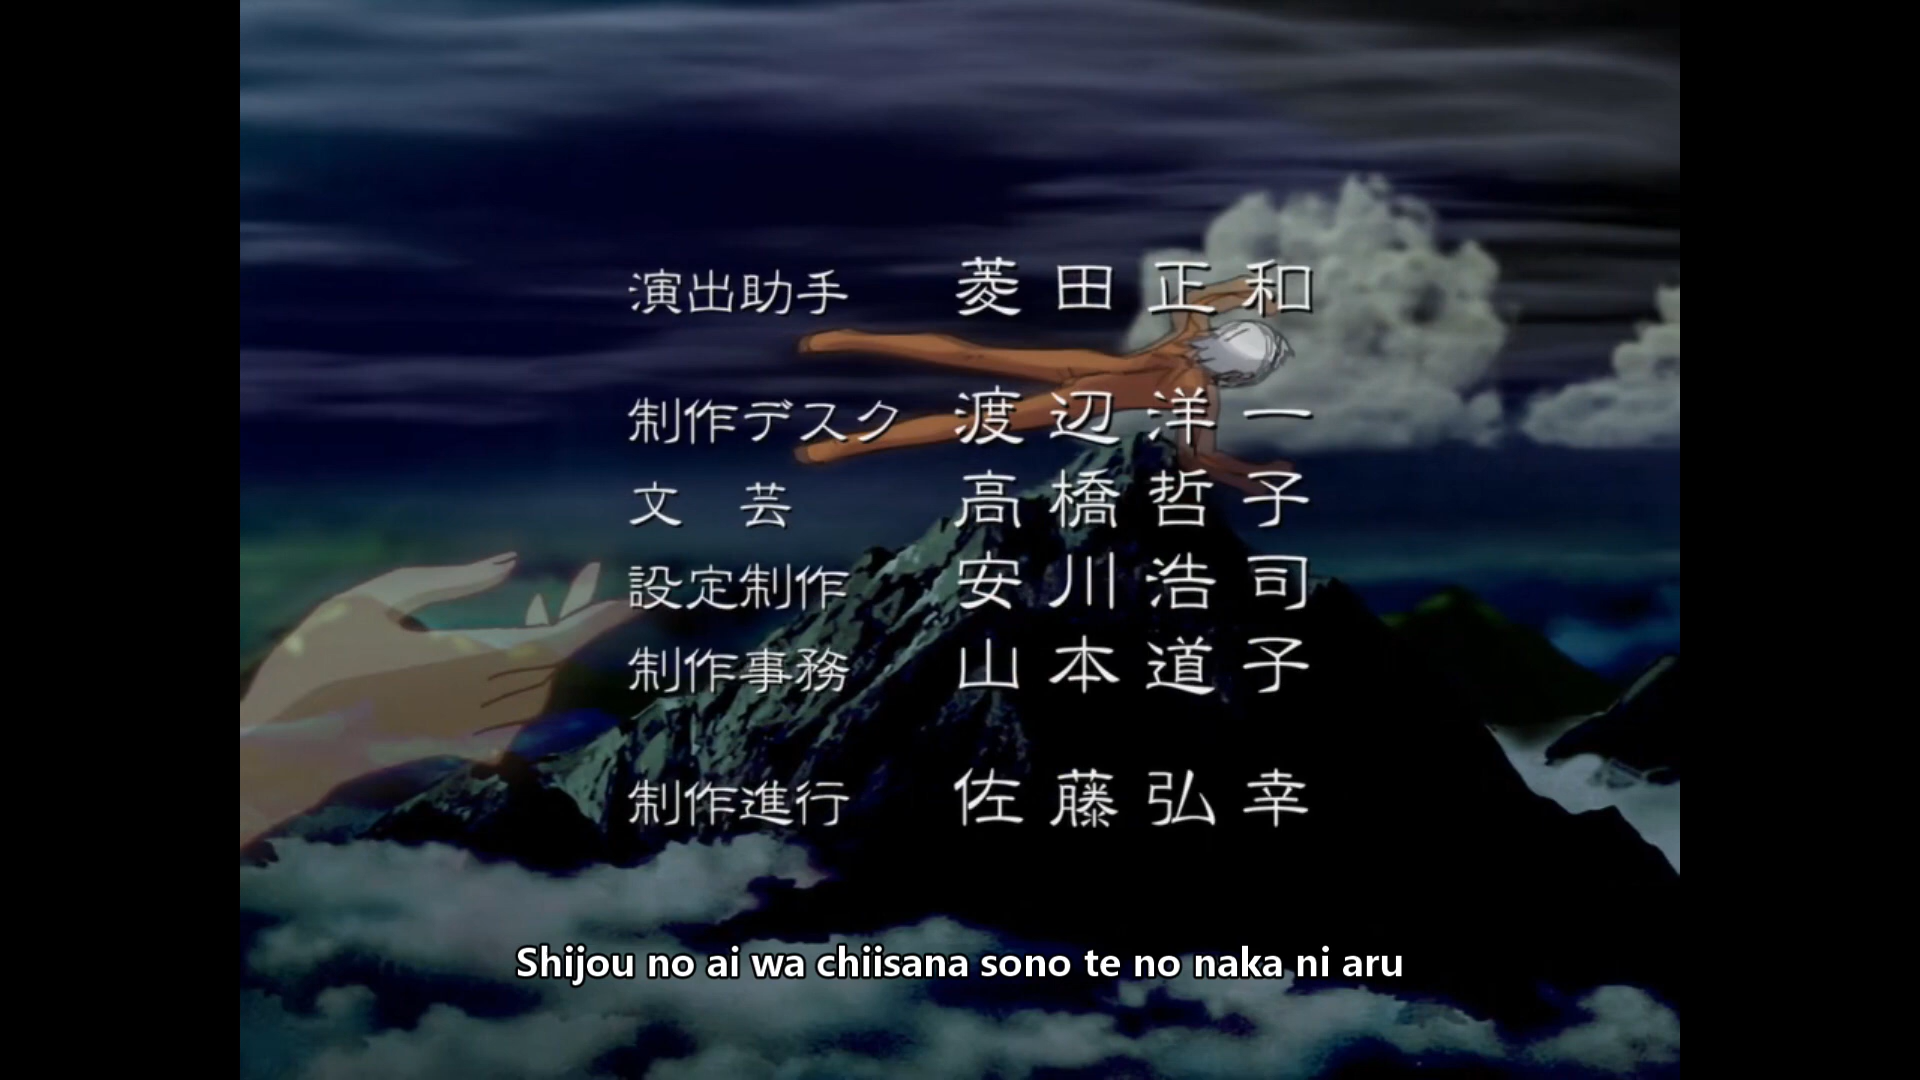 演出助手 菱田正和
制作デスク 渡辺洋一
文芸 高橋哲子
設定制作 安川浩司
制作事務 山本道子
制作進行 佐藤弘幸
Shijou no ai wa chiisana sono te no naka ni aru